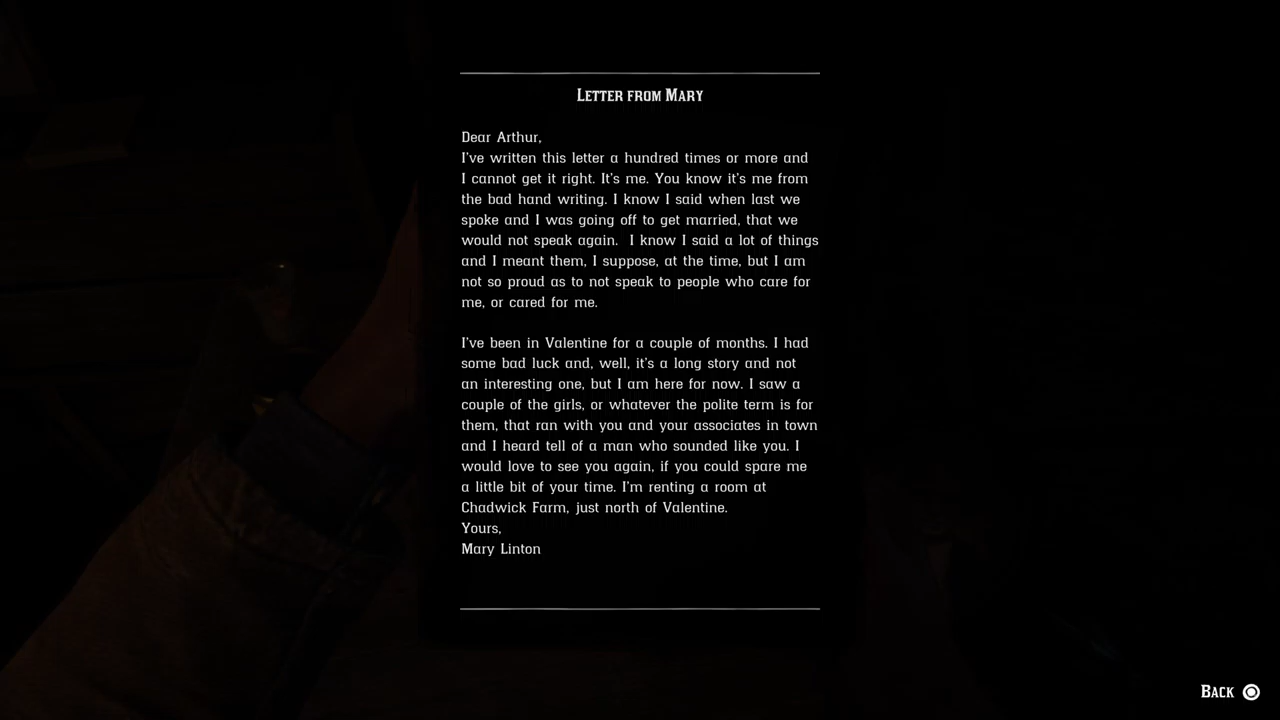 Letter from Mary
Dear Arthur,
I've written this letter a hundred times or more and
I cannot get it right. It's me. You know it's me from
the bad hand writing. I know I said when last we
spoke and I was going off to get married, that we
would not speak again.  I know I said a lot of things
and I meant them, I suppose, at the time, but I am
not so proud as to not speak to people who care for
me, or cared for me.
I've been in Valentine for a couple of months. I had
some bad luck and, well, it's a long story and not
an interesting one, but I am here for now. I saw a
couple of the girls, or whatever the polite term is for
them, that ran with you and your associates in town
and I heard tell of a man who sounded like you. I
would love to see you again, if you could spare me
a little bit of your time. I'm renting a room at
Chadwick Farm, just north of Valentine.
Yours,
Mary Linton
Back